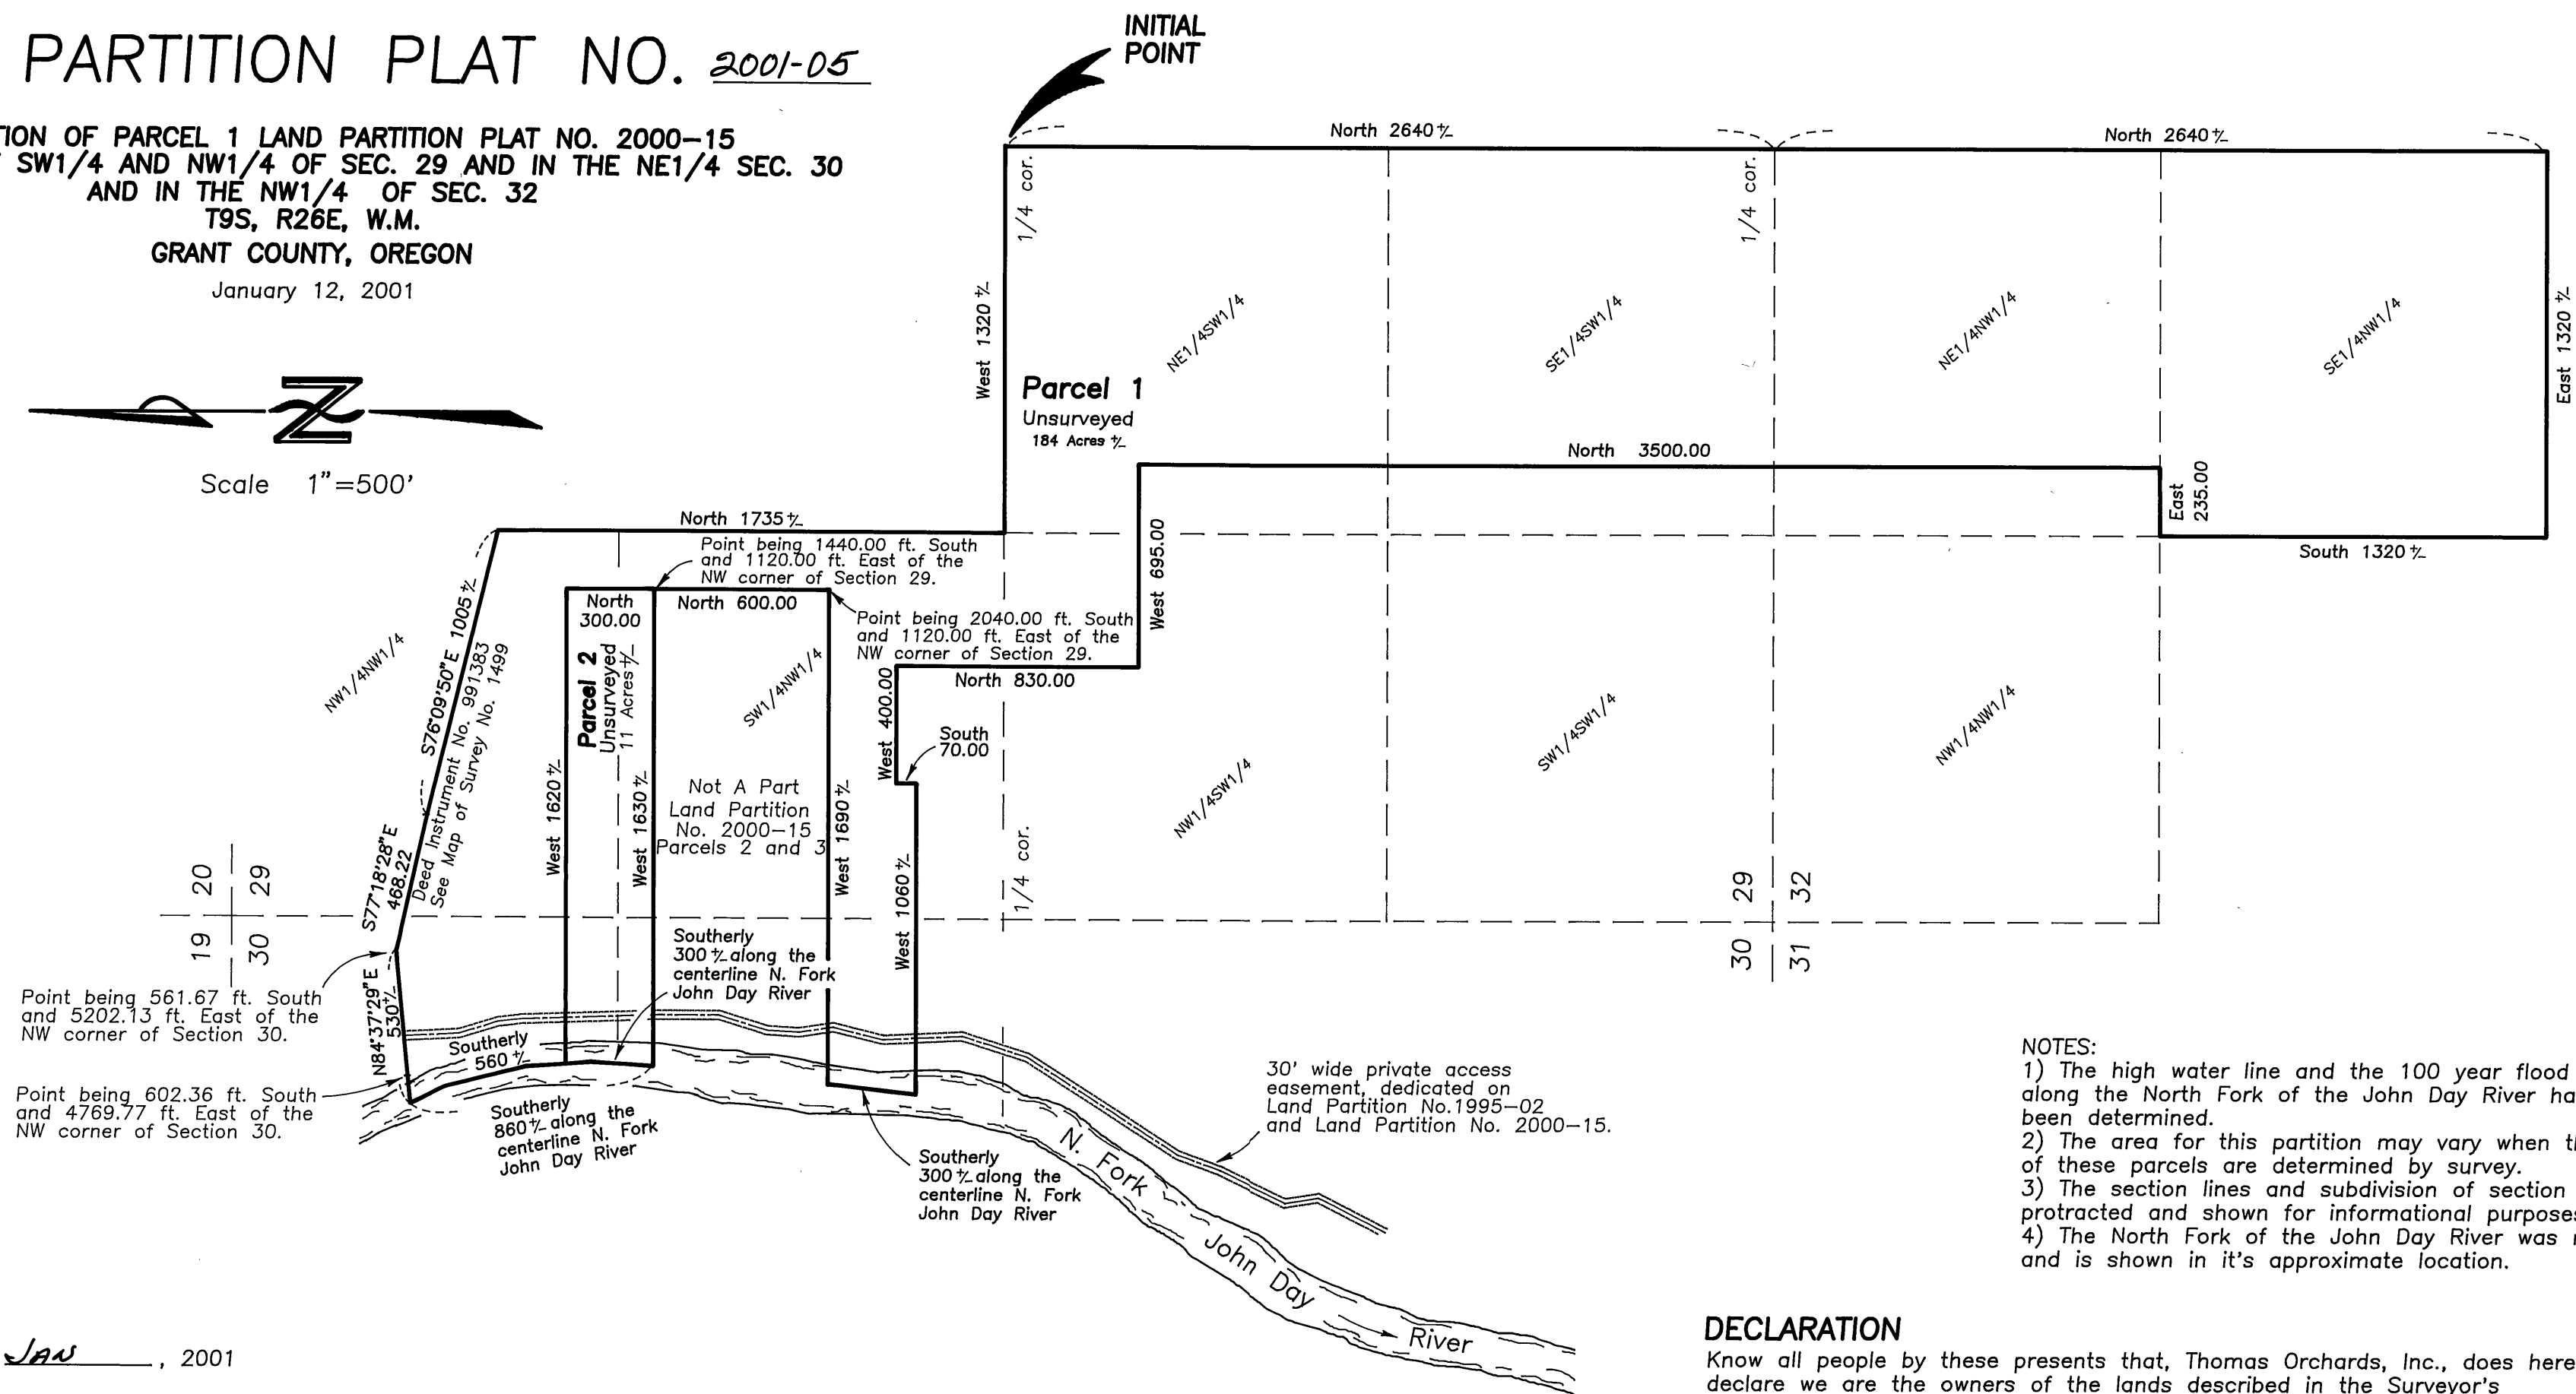 PARTITION PLAT NO. 2001-05
TION OF PARCEL 1 LAND PARTITION PLAT NO. 2000-15
SW1/4 AND NW1/4 OF SEC. 29 AND IN THE NE1/4 SEC. 30
AND IN THE NW1/4 OF SEC. 32
T9S, R26E, W.M.
GRANT COUNTY, OREGON
January 12, 2001
Scale 1"=500'
INITIAL
POINT
North 2640 +/-
North 2640 +/-
1/4 cor.
1/4 cor.
West 1320 +/-
East 1320 +/-
NE1/4SW1/4
SE1/4SW1/4
NE1/4NW1/4
SE1/4NW1/4
Parcel 1
Unsurveyed
184 Acres +/-
North 3500.00
East
235.00
South 1320 +/-
North 1735 +/-
Point being 1440.00 ft. South
and 1120.00 ft. East of the
NW corner of Section 29.
West 695.00
North
300.00
North 600.00
Point being 2040.00 ft. South
and 1120.00 ft. East of the
NW corner of Section 29.
North 830.00
West 400.00
South
70.00
S76°09'50"E 1005 +/-
Deed Instrument No. 991383
See Map of Survey No. 1499
NW1/4NW1/4
Parcel 2
Unsurveyed
11 Acres +/-
SW1/4NW1/4
West 1620 +/-
West 1630 +/-
Not A Part
Land Partition
No. 2000-15
Parcels 2 and 3
West 1690 +/-
West 1060 +/-
NW1/4SW1/4
SW1/4SW1/4
NW1/4NW1/4
S77°18'28"E
468.22
1/4 cor.
20 29
19 30
29 32
30 31
Southerly
300 +/- along the
centerline N. Fork
John Day River
Point being 561.67 ft. South
and 5202.13 ft. East of the
NW corner of Section 30.
N84°37'29"E
530 +/-
Southerly
560 +/-
Point being 602.36 ft. South
and 4769.77 ft. East of the
NW corner of Section 30.
Southerly
860 +/- along the
centerline N. Fork
John Day River
Southerly
300 +/- along the
centerline N. Fork
John Day River
30' wide private access
easement, dedicated on
Land Partition No.1995-02
and Land Partition No. 2000-15.
N. Fork John Day River
NOTES:
1) The high water line and the 100 year flood
along the North Fork of the John Day River ha
been determined.
2) The area for this partition may vary when th
of these parcels are determined by survey.
3) The section lines and subdivision of section
protracted and shown for informational purposes
4) The North Fork of the John Day River was
and is shown in it's approximate location.
JAN , 2001
DECLARATION
Know all people by these presents that, Thomas Orchards, Inc., does here
declare we are the owners of the lands described in the Surveyor's